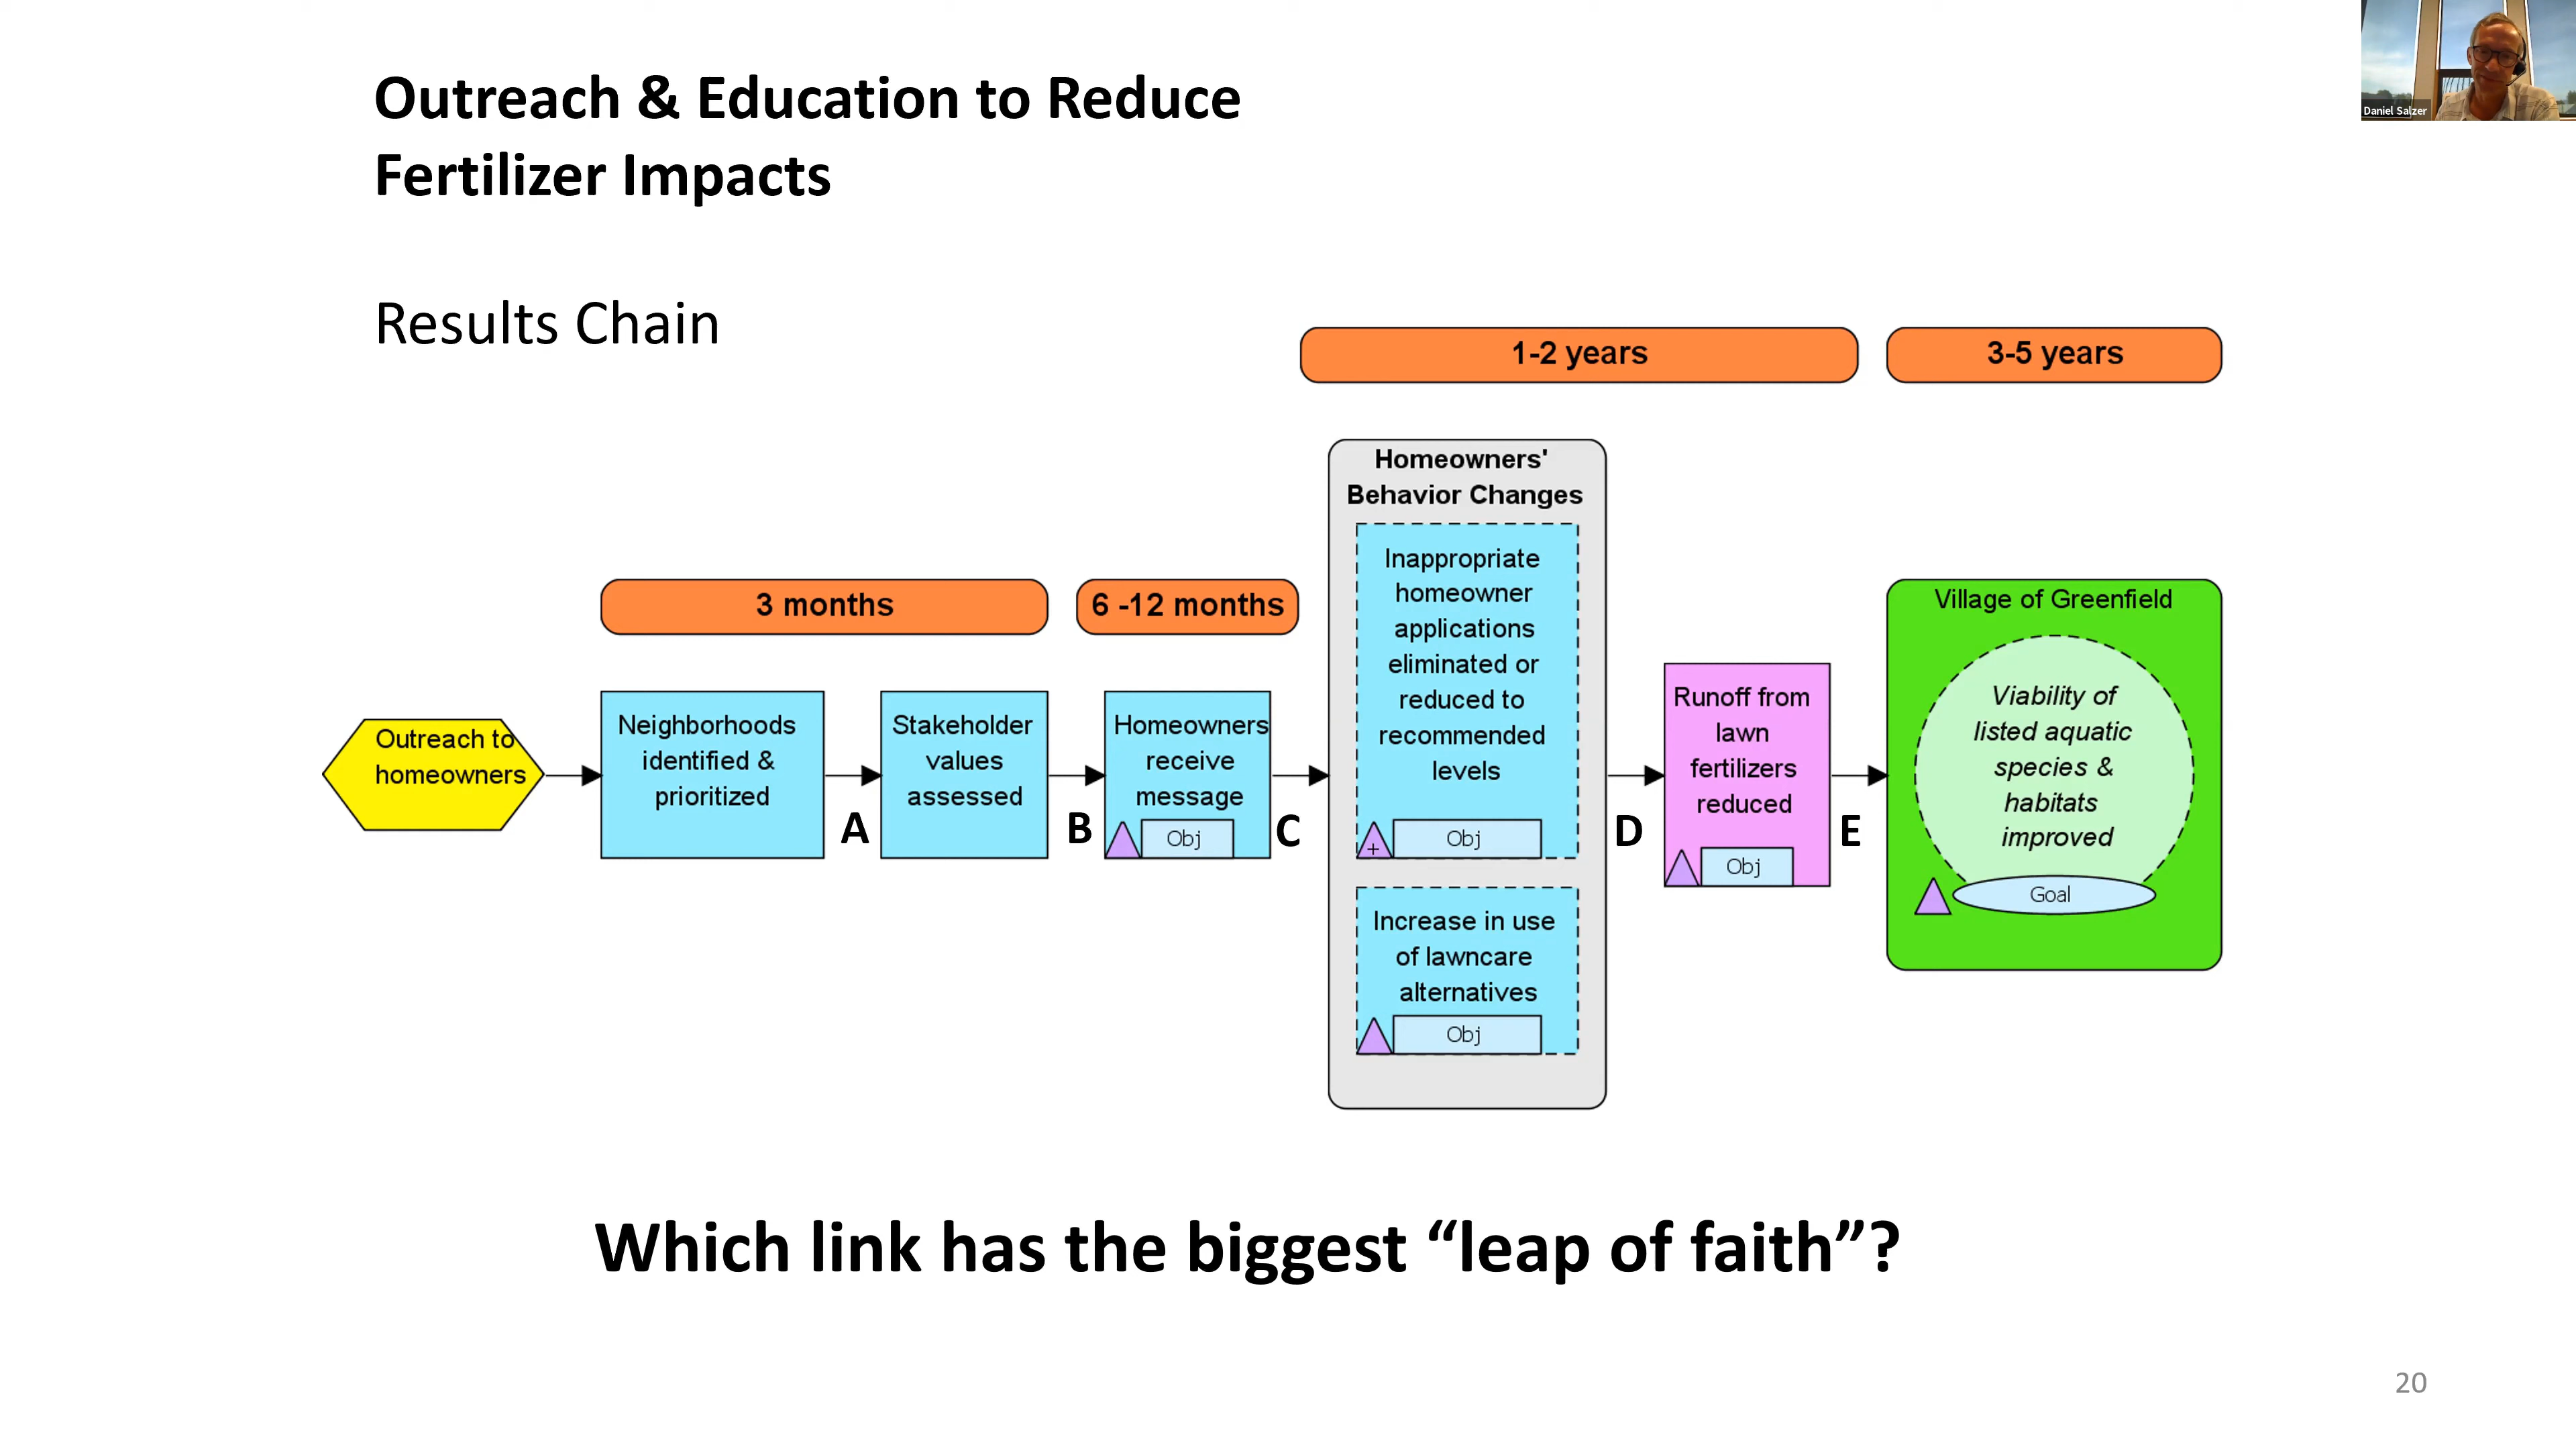 Daniel Salzer
Outreach & Education to Reduce
Fertilizer Impacts
Results Chain
1-2 years
3-5 years
3 months
6 -12 months
Outreach to
homeowners
Neighborhoods
identified &
prioritized
A
Stakeholder
values
assessed
B
Homeowners
receive
message
Obj
C
Homeowners'
Behavior Changes
Inappropriate
homeowner
applications
eliminated or
reduced to
recommended
levels
+
Obj
Increase in use
of lawncare
alternatives
Obj
D
Runoff from
lawn
fertilizers
reduced
Obj
E
Village of Greenfield
Viability of
listed aquatic
species &
habitats
improved
Goal
Which link has the biggest “leap of faith”?
20